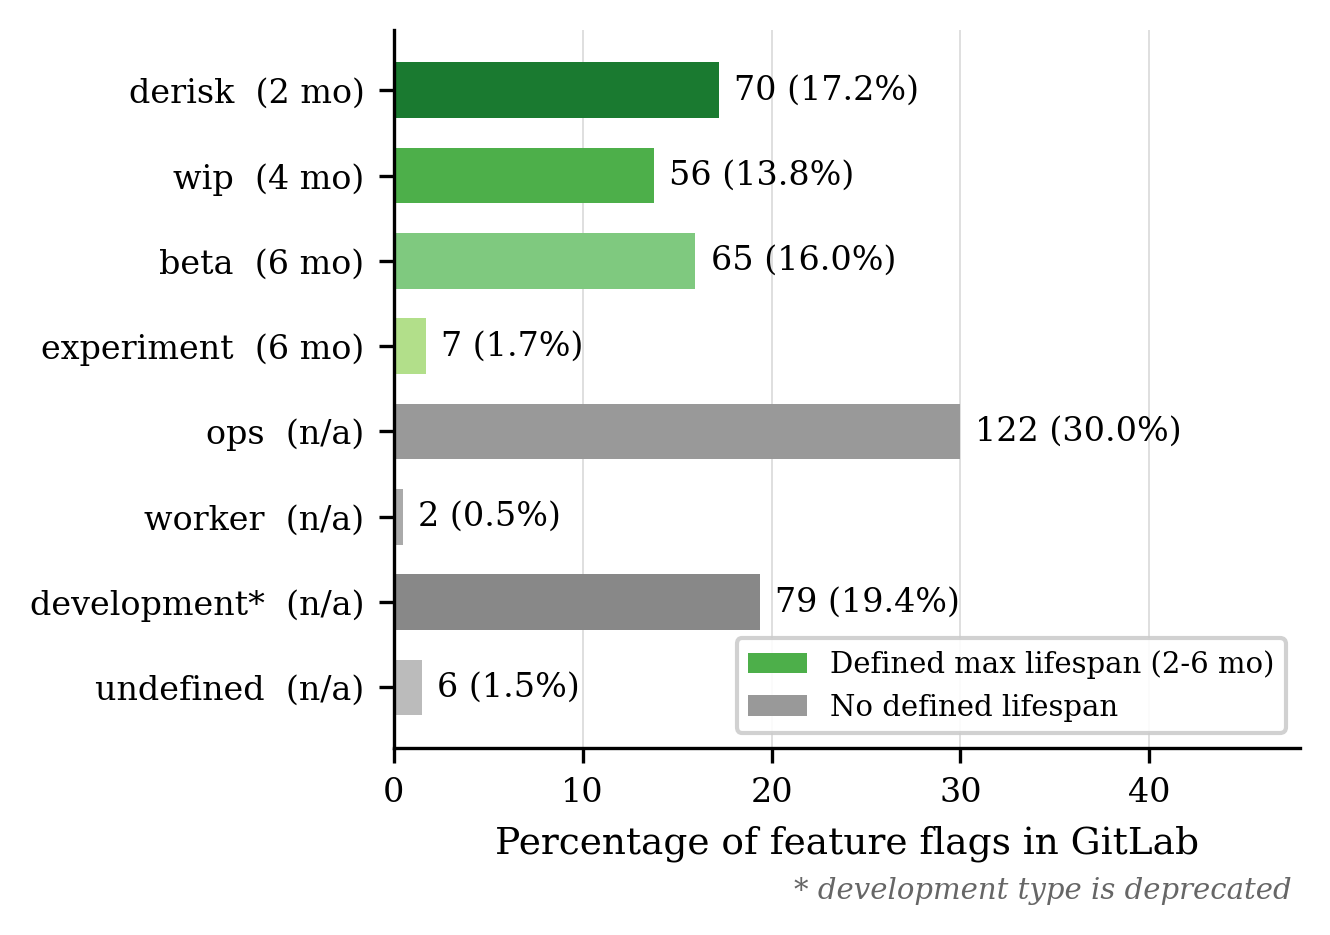 derisk (2 mo) 70 (17.2%)
wip (4 mo) 56 (13.8%)
beta (6 mo) 65 (16.0%)
experiment (6 mo) 7 (1.7%)
ops (n/a) 122 (30.0%)
worker (n/a) 2 (0.5%)
development* (n/a) 79 (19.4%)
undefined (n/a) 6 (1.5%)
Defined max lifespan (2-6 mo)
No defined lifespan
0 10 20 30 40
Percentage of feature flags in GitLab
* development type is deprecated